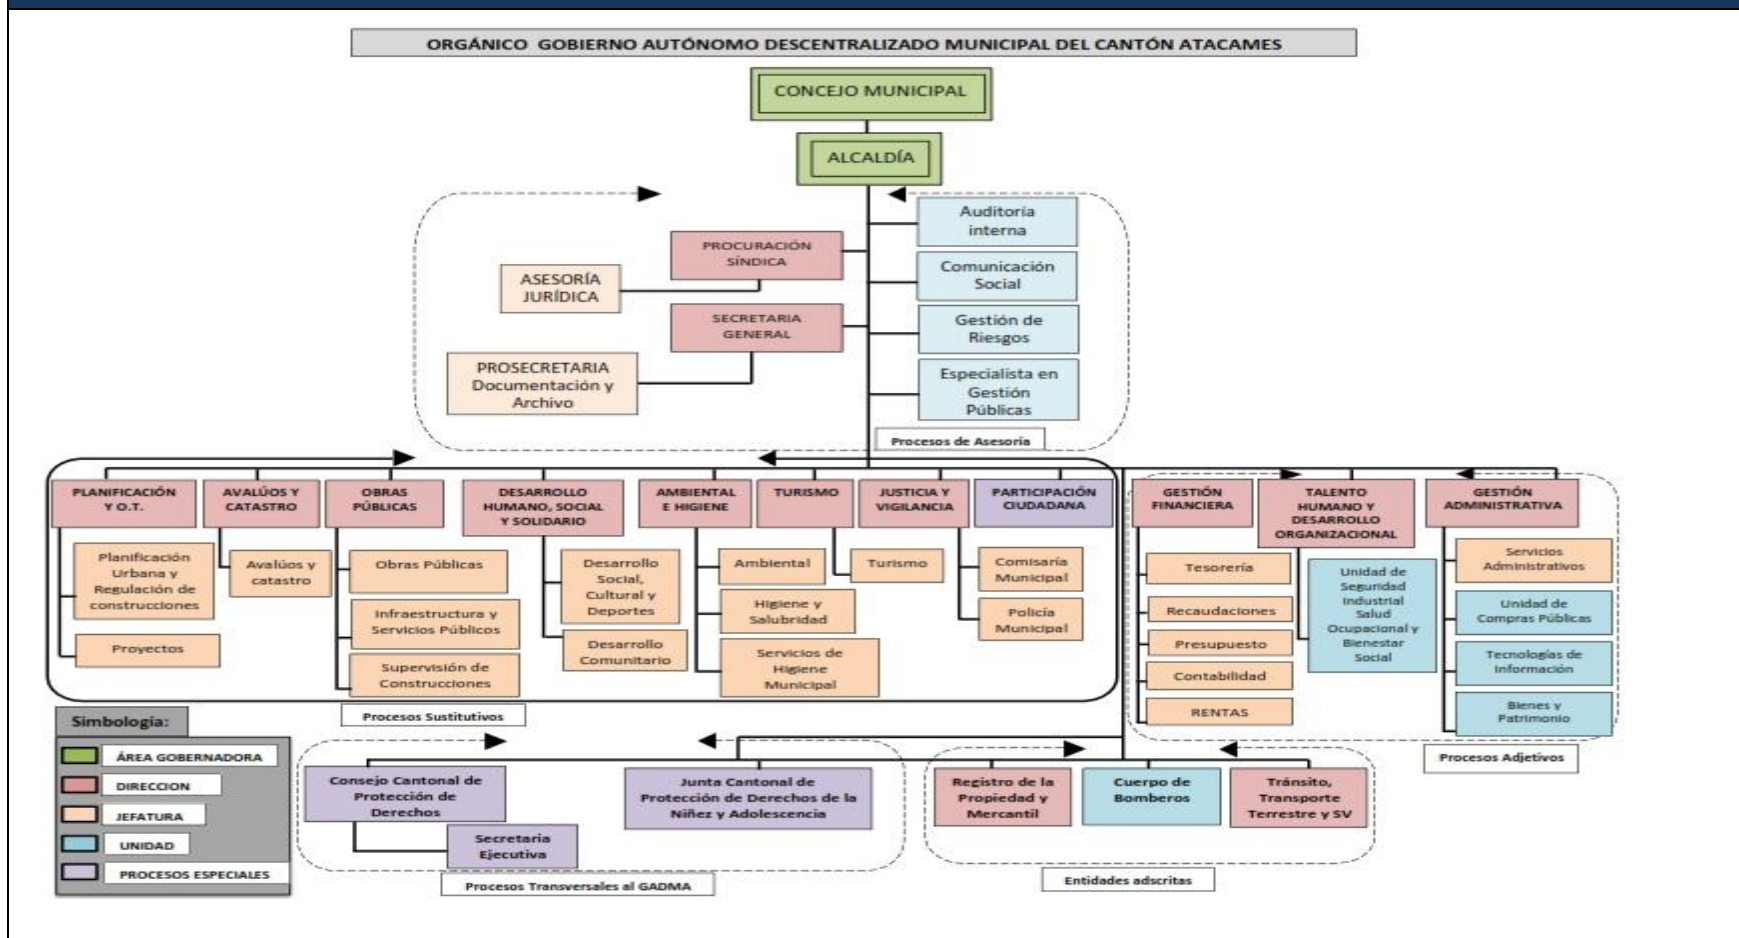 ORGÁNICO GOBIERNO AUTÓNOMO DESCENTRALIZADO MUNICIPAL DEL CANTÓN ATACAMES
CONCEJO MUNICIPAL
ALCALDÍA
Auditoría
interna
PROCURACIÓN
SÍNDICA
Comunicación
Social
ASESORÍA
JURÍDICA
SECRETARIA
GENERAL
Gestión de
Riesgos
PROSECRETARIA
Documentación y
Archivo
Especialista en
Gestión
Públicas
Procesos de Asesoría
PLANIFICACIÓN
Y O.T.
AVALÚOS Y
CATASTRO
OBRAS
PÚBLICAS
DESARROLLO
HUMANO, SOCIAL
Y SOLIDARIO
AMBIENTAL
E HIGIENE
TURISMO
JUSTICIA Y
VIGILANCIA
PARTICIPACIÓN
CIUDADANA
GESTIÓN
FINANCIERA
TALENTO
HUMANO Y
DESARROLLO
ORGANIZACIONAL
GESTIÓN
ADMINISTRATIVA
Planificación
Urbana y
Regulación de
construcciones
Proyectos
Avalúos y
catastro
Obras Públicas
Infraestructura y
Servicios Públicos
Supervisión de
Construcciones
Desarrollo
Social,
Cultural y
Deportes
Desarrollo
Comunitario
Ambiental
Higiene y
Salubridad
Servicios de
Higiene
Municipal
Turismo
Comisaría
Municipal
Policía
Municipal
Tesorería
Recaudaciones
Presupuesto
Contabilidad
RENTAS
Unidad de
Seguridad
Industrial
Salud
Ocupacional y
Bienestar
Social
Servicios
Administrativos
Unidad de
Compras Públicas
Tecnologías de
Información
Bienes y
Patrimonio
Procesos Sustitutivos
Procesos Adjetivos
Simbología:
ÁREA GOBERNADORA
DIRECCION
JEFATURA
UNIDAD
PROCESOS ESPECIALES
Consejo Cantonal de
Protección de
Derechos
Secretaria
Ejecutiva
Junta Cantonal de
Protección de Derechos de la
Niñez y Adolescencia
Procesos Transversales al GADMA
Registro de la
Propiedad y
Mercantil
Cuerpo de
Bomberos
Tránsito,
Transporte
Terrestre y SV
Entidades adscritas